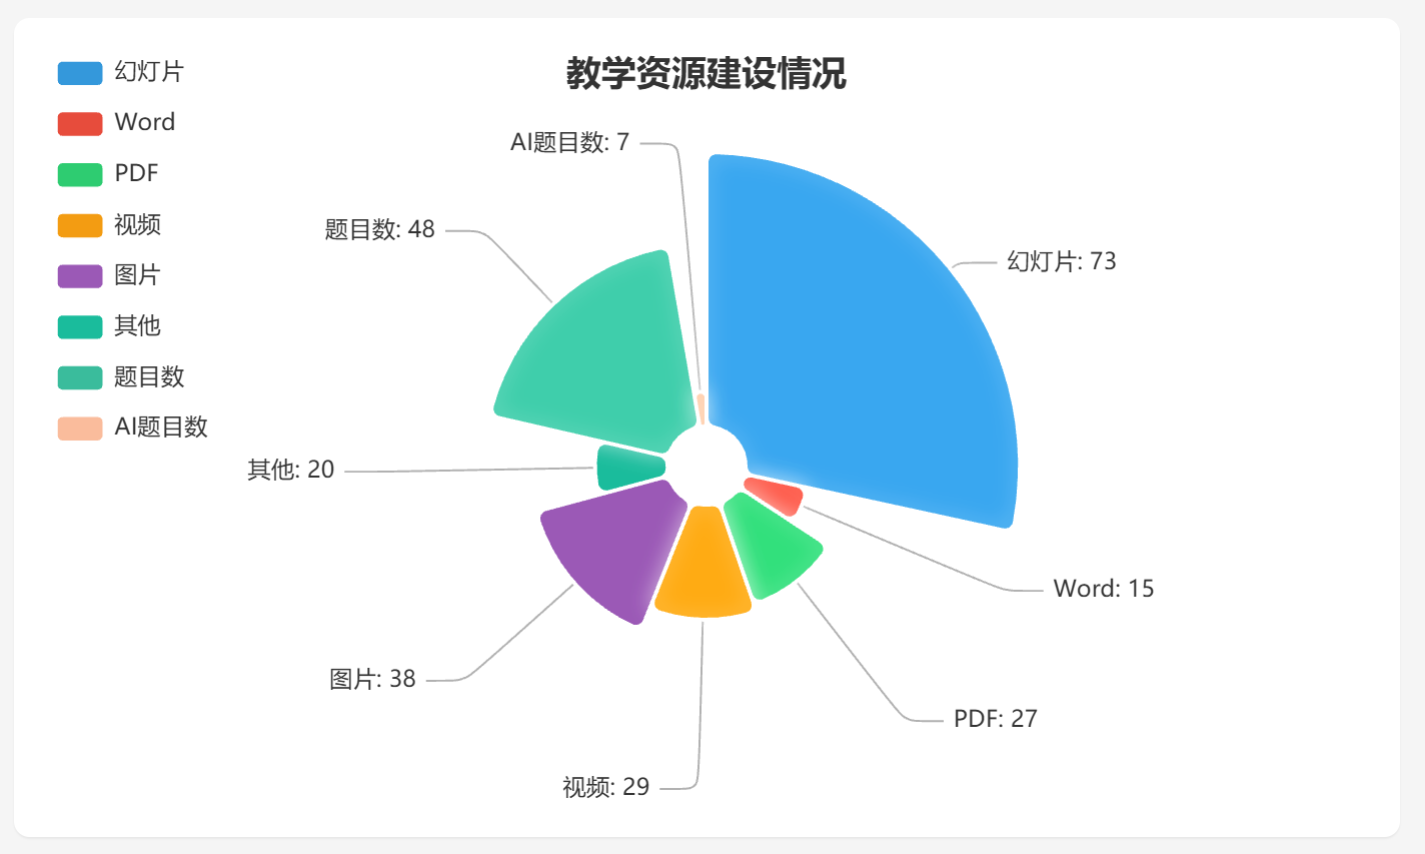 教学资源建设情况
幻灯片
Word
PDF
视频
图片
其他
题目数
AI题目数
AI题目数: 7
题目数: 48
幻灯片: 73
其他: 20
Word: 15
图片: 38
PDF: 27
视频: 29